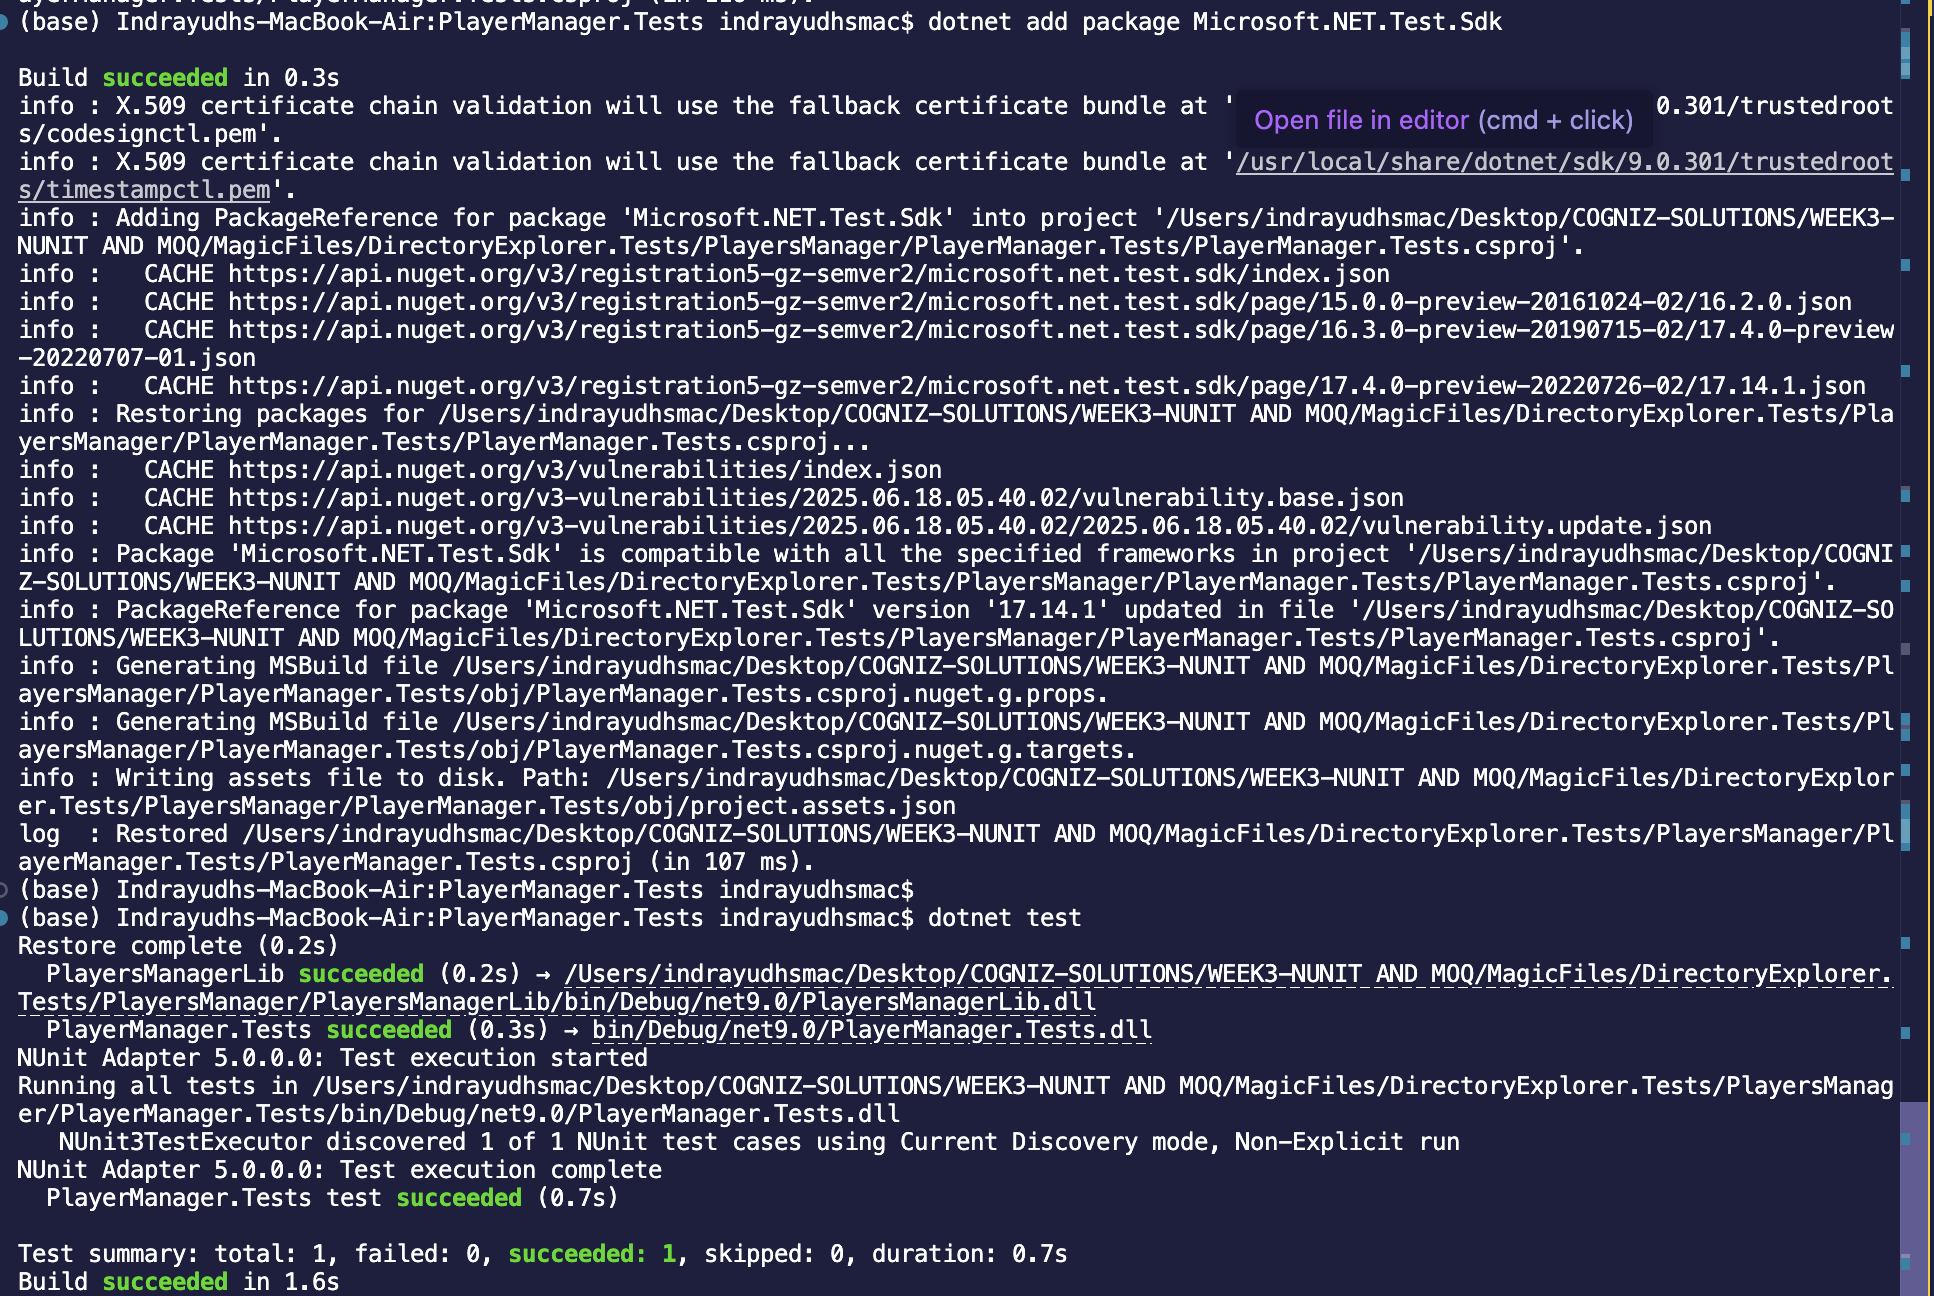 (base) Indrayudhs-MacBook-Air:PlayerManager.Tests indrayudhsmac$ dotnet add package Microsoft.NET.Test.Sdk
Build succeeded in 0.3s
info : X.509 certificate chain validation will use the fallback certificate bundle at '
Open file in editor (cmd + click)
0.301/trustedroot
s/codesignctl.pem'.
info : X.509 certificate chain validation will use the fallback certificate bundle at '/usr/local/share/dotnet/sdk/9.0.301/trustedroot
s/timestampctl.pem'.
info : Adding PackageReference for package 'Microsoft.NET.Test.Sdk' into project '/Users/indrayudhsmac/Desktop/COGNIZ-SOLUTIONS/WEEK3-
NUNIT AND MOQ/MagicFiles/DirectoryExplorer.Tests/PlayersManager/PlayerManager.Tests/PlayerManager.Tests.csproj'.
info :   CACHE https://api.nuget.org/v3/registration5-gz-semver2/microsoft.net.test.sdk/index.json
info :   CACHE https://api.nuget.org/v3/registration5-gz-semver2/microsoft.net.test.sdk/page/15.0.0-preview-20161024-02/16.2.0.json
info :   CACHE https://api.nuget.org/v3/registration5-gz-semver2/microsoft.net.test.sdk/page/16.3.0-preview-20190715-02/17.4.0-preview
-20220707-01.json
info :   CACHE https://api.nuget.org/v3/registration5-gz-semver2/microsoft.net.test.sdk/page/17.4.0-preview-20220726-02/17.14.1.json
info : Restoring packages for /Users/indrayudhsmac/Desktop/COGNIZ-SOLUTIONS/WEEK3-NUNIT AND MOQ/MagicFiles/DirectoryExplorer.Tests/Pla
yersManager/PlayerManager.Tests/PlayerManager.Tests.csproj...
info :   CACHE https://api.nuget.org/v3/vulnerabilities/index.json
info :   CACHE https://api.nuget.org/v3-vulnerabilities/2025.06.18.05.40.02/vulnerability.base.json
info :   CACHE https://api.nuget.org/v3-vulnerabilities/2025.06.18.05.40.02/2025.06.18.05.40.02/vulnerability.update.json
info : Package 'Microsoft.NET.Test.Sdk' is compatible with all the specified frameworks in project '/Users/indrayudhsmac/Desktop/COGNI
Z-SOLUTIONS/WEEK3-NUNIT AND MOQ/MagicFiles/DirectoryExplorer.Tests/PlayersManager/PlayerManager.Tests/PlayerManager.Tests.csproj'.
info : PackageReference for package 'Microsoft.NET.Test.Sdk' version '17.14.1' updated in file '/Users/indrayudhsmac/Desktop/COGNIZ-SO
LUTIONS/WEEK3-NUNIT AND MOQ/MagicFiles/DirectoryExplorer.Tests/PlayersManager/PlayerManager.Tests/PlayerManager.Tests.csproj'.
info : Generating MSBuild file /Users/indrayudhsmac/Desktop/COGNIZ-SOLUTIONS/WEEK3-NUNIT AND MOQ/MagicFiles/DirectoryExplorer.Tests/Pl
ayersManager/PlayerManager.Tests/obj/PlayerManager.Tests.csproj.nuget.g.props.
info : Generating MSBuild file /Users/indrayudhsmac/Desktop/COGNIZ-SOLUTIONS/WEEK3-NUNIT AND MOQ/MagicFiles/DirectoryExplorer.Tests/Pl
ayersManager/PlayerManager.Tests/obj/PlayerManager.Tests.csproj.nuget.g.targets.
info : Writing assets file to disk. Path: /Users/indrayudhsmac/Desktop/COGNIZ-SOLUTIONS/WEEK3-NUNIT AND MOQ/MagicFiles/DirectoryExplor
er.Tests/PlayersManager/PlayerManager.Tests/obj/project.assets.json
log  : Restored /Users/indrayudhsmac/Desktop/COGNIZ-SOLUTIONS/WEEK3-NUNIT AND MOQ/MagicFiles/DirectoryExplorer.Tests/PlayersManager/Pl
ayerManager.Tests/PlayerManager.Tests.csproj (in 107 ms).
(base) Indrayudhs-MacBook-Air:PlayerManager.Tests indrayudhsmac$
(base) Indrayudhs-MacBook-Air:PlayerManager.Tests indrayudhsmac$ dotnet test
Restore complete (0.2s)
  PlayersManagerLib succeeded (0.2s) → /Users/indrayudhsmac/Desktop/COGNIZ-SOLUTIONS/WEEK3-NUNIT AND MOQ/MagicFiles/DirectoryExplorer.
Tests/PlayersManager/PlayersManagerLib/bin/Debug/net9.0/PlayersManagerLib.dll
  PlayerManager.Tests succeeded (0.3s) → bin/Debug/net9.0/PlayerManager.Tests.dll
NUnit Adapter 5.0.0.0: Test execution started
Running all tests in /Users/indrayudhsmac/Desktop/COGNIZ-SOLUTIONS/WEEK3-NUNIT AND MOQ/MagicFiles/DirectoryExplorer.Tests/PlayersManag
er/PlayerManager.Tests/bin/Debug/net9.0/PlayerManager.Tests.dll
   NUnit3TestExecutor discovered 1 of 1 NUnit test cases using Current Discovery mode, Non-Explicit run
NUnit Adapter 5.0.0.0: Test execution complete
  PlayerManager.Tests test succeeded (0.7s)
Test summary: total: 1, failed: 0, succeeded: 1, skipped: 0, duration: 0.7s
Build succeeded in 1.6s